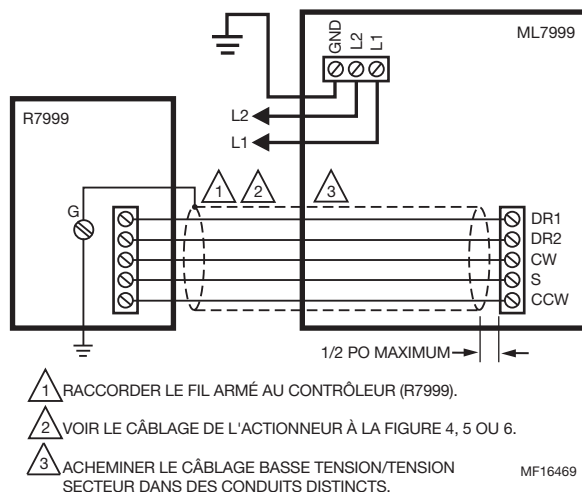 ML7999
GND
L2
L1
L2
L1
R7999
G
1
2
3
DR1
DR2
CW
S
CCW
1/2 PO MAXIMUM
1 RACCORDER LE FIL ARMÉ AU CONTRÔLEUR (R7999).
2 VOIR LE CÂBLAGE DE L'ACTIONNEUR À LA FIGURE 4, 5 OU 6.
3 ACHEMINER LE CÂBLAGE BASSE TENSION/TENSION
SECTEUR DANS DES CONDUITS DISTINCTS.
MF16469